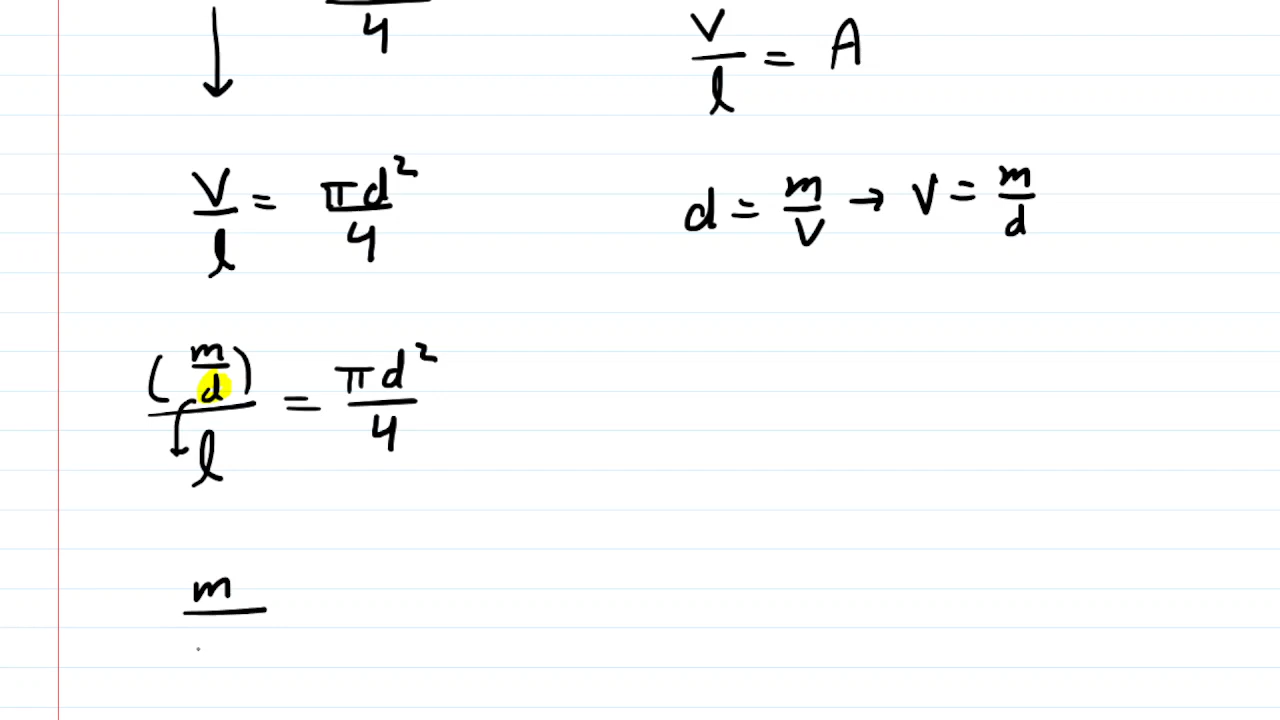 4
V/l = A
V/l = πd²/4
d = m/V → V = m/d
(m/d)/l = πd²/4
m